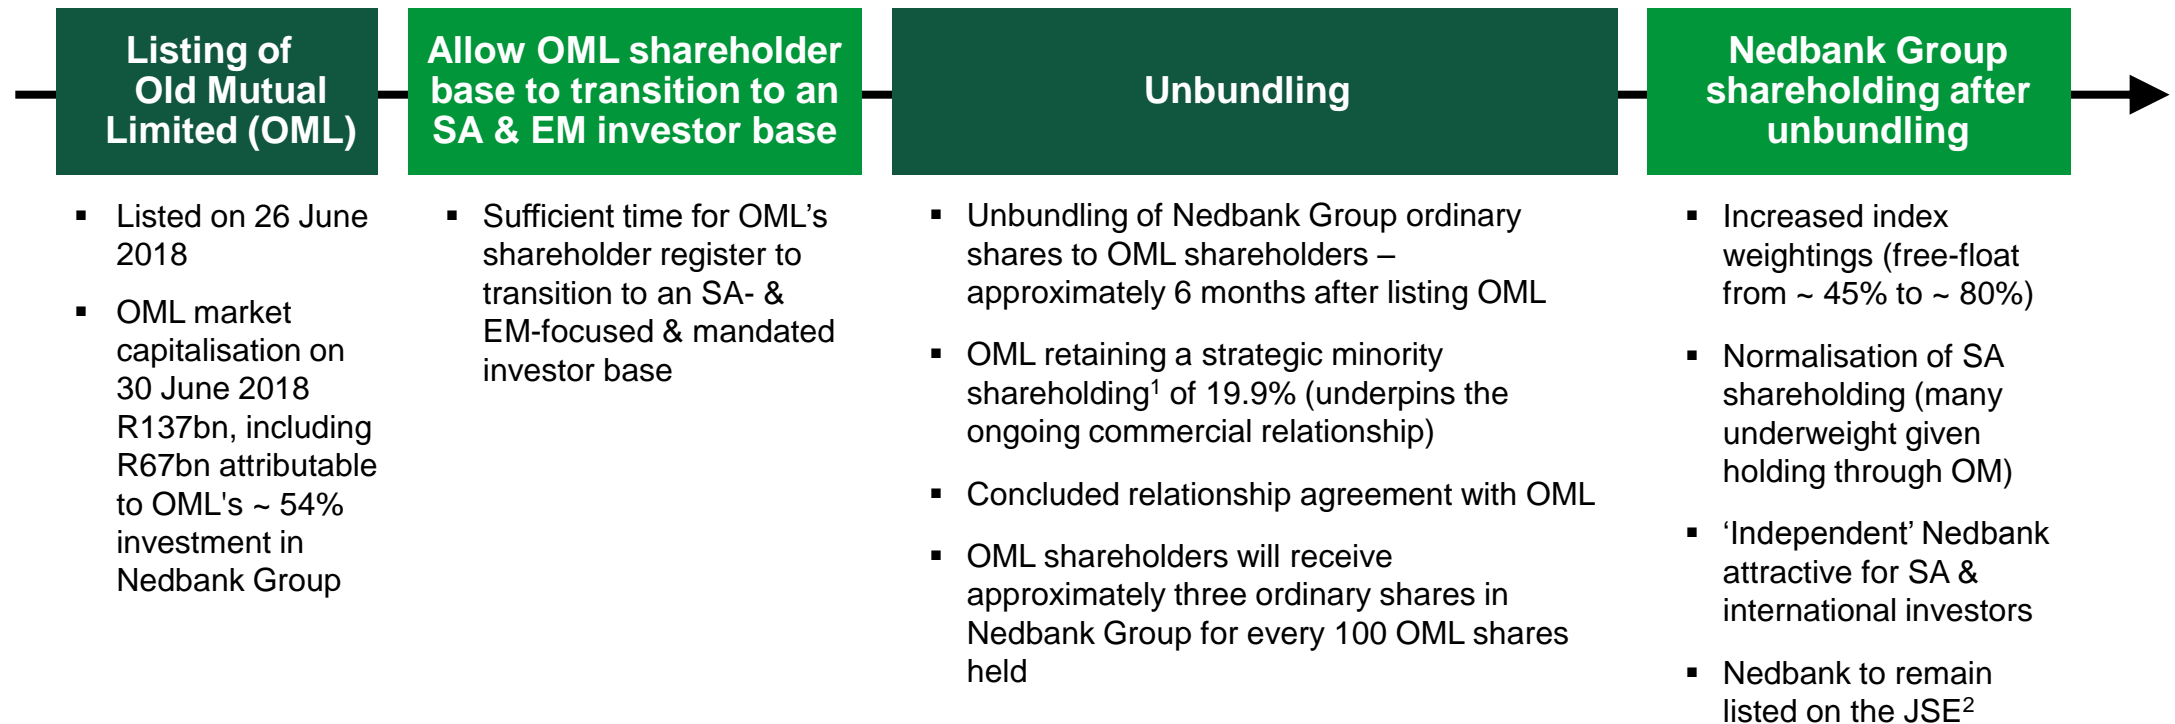 Listing of
Old Mutual
Limited (OML)
▪ Listed on 26 June
2018
▪ OML market
capitalisation on
30 June 2018
R137bn, including
R67bn attributable
to OML's ~ 54%
investment in
Nedbank Group
Allow OML shareholder
base to transition to an
SA & EM investor base
▪ Sufficient time for OML’s
shareholder register to
transition to an SA- &
EM-focused & mandated
investor base
Unbundling
▪ Unbundling of Nedbank Group ordinary
shares to OML shareholders –
approximately 6 months after listing OML
▪ OML retaining a strategic minority
shareholding¹ of 19.9% (underpins the
ongoing commercial relationship)
▪ Concluded relationship agreement with OML
▪ OML shareholders will receive
approximately three ordinary shares in
Nedbank Group for every 100 OML shares
held
Nedbank Group
shareholding after
unbundling
▪ Increased index
weightings (free-float
from ~ 45% to ~ 80%)
▪ Normalisation of SA
shareholding (many
underweight given
holding through OM)
▪ ‘Independent’ Nedbank
attractive for SA &
international investors
▪ Nedbank to remain
listed on the JSE²